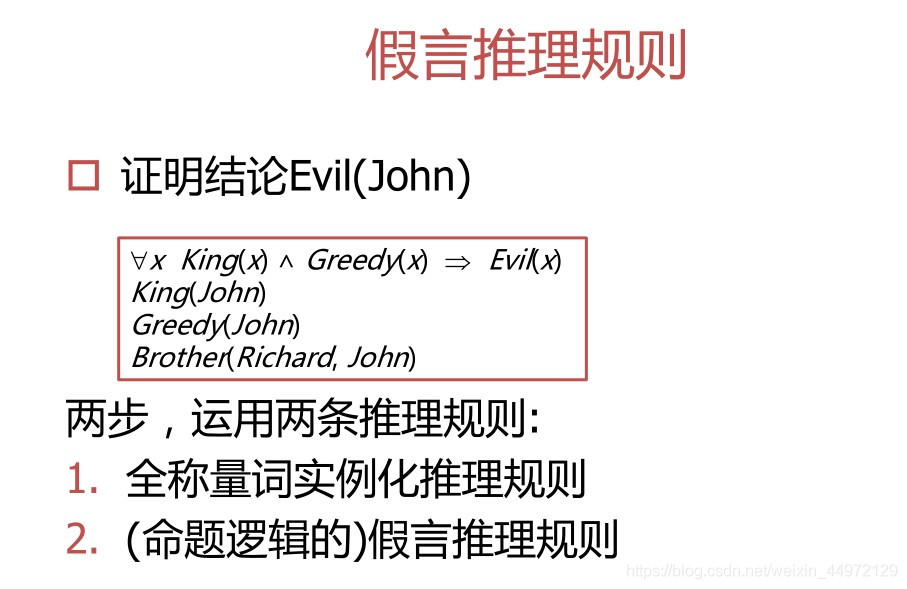 假言推理规则
证明结论Evil(John)
∀x King(x) ∧ Greedy(x) ⇒ Evil(x)
King(John)
Greedy(John)
Brother(Richard, John)
两步，运用两条推理规则:
1. 全称量词实例化推理规则
2. (命题逻辑的)假言推理规则
https://blog.csdn.net/weixin_44972129